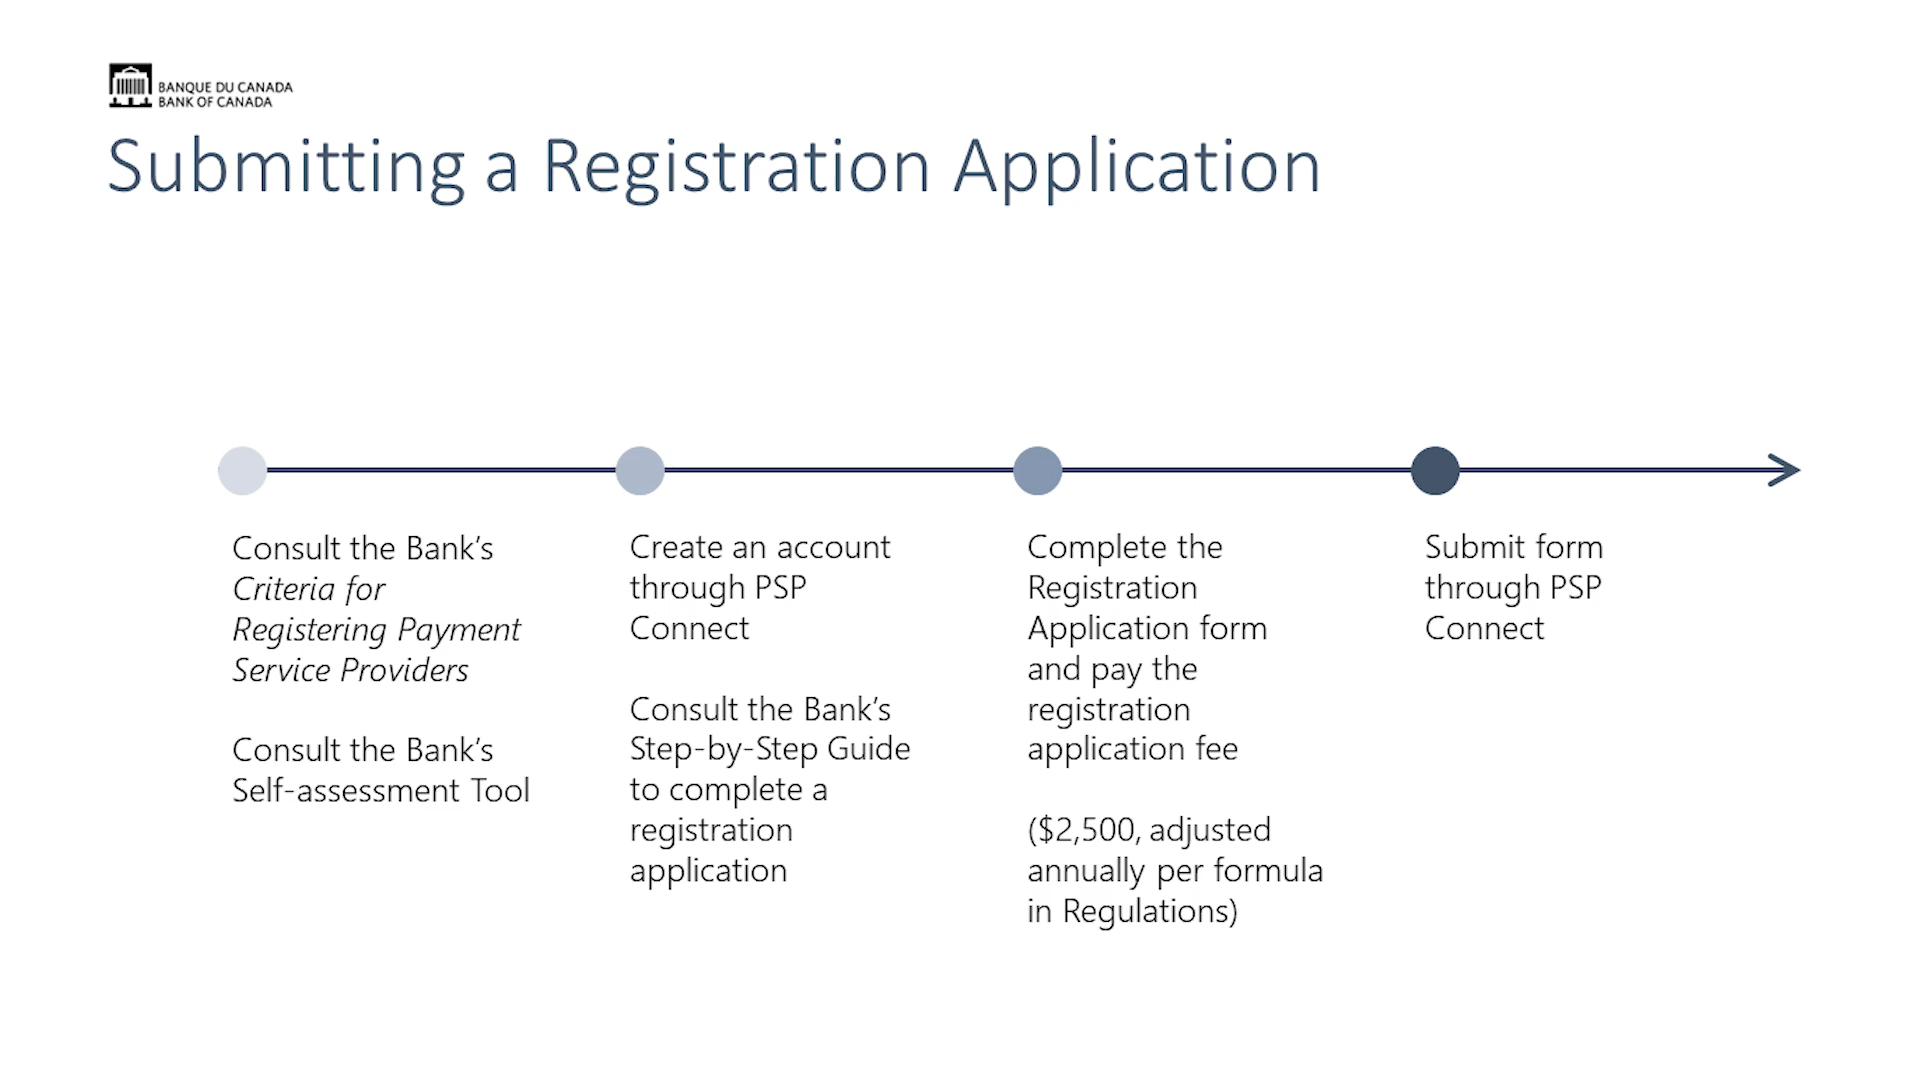 BANQUE DU CANADA
BANK OF CANADA
Submitting a Registration Application
Consult the Bank’s
Criteria for
Registering Payment
Service Providers
Consult the Bank’s
Self-assessment Tool
Create an account
through PSP
Connect
Consult the Bank’s
Step-by-Step Guide
to complete a
registration
application
Complete the
Registration
Application form
and pay the
registration
application fee
($2,500, adjusted
annually per formula
in Regulations)
Submit form
through PSP
Connect